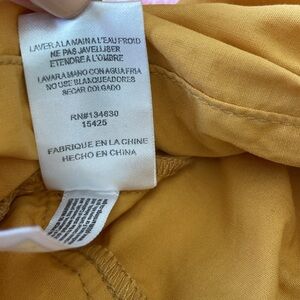 LAVER A LA MAIN A L'EAU FROID
NE PAS JAVELLISER
ETENDRE A L'OMBRE
LAVAR A MANO CON AGUA FRIA
NO USE BLANQUEADORES
SECAR COLGADO
RN#134630
15425
FABRIQUE EN LA CHINE
HECHO EN CHINA